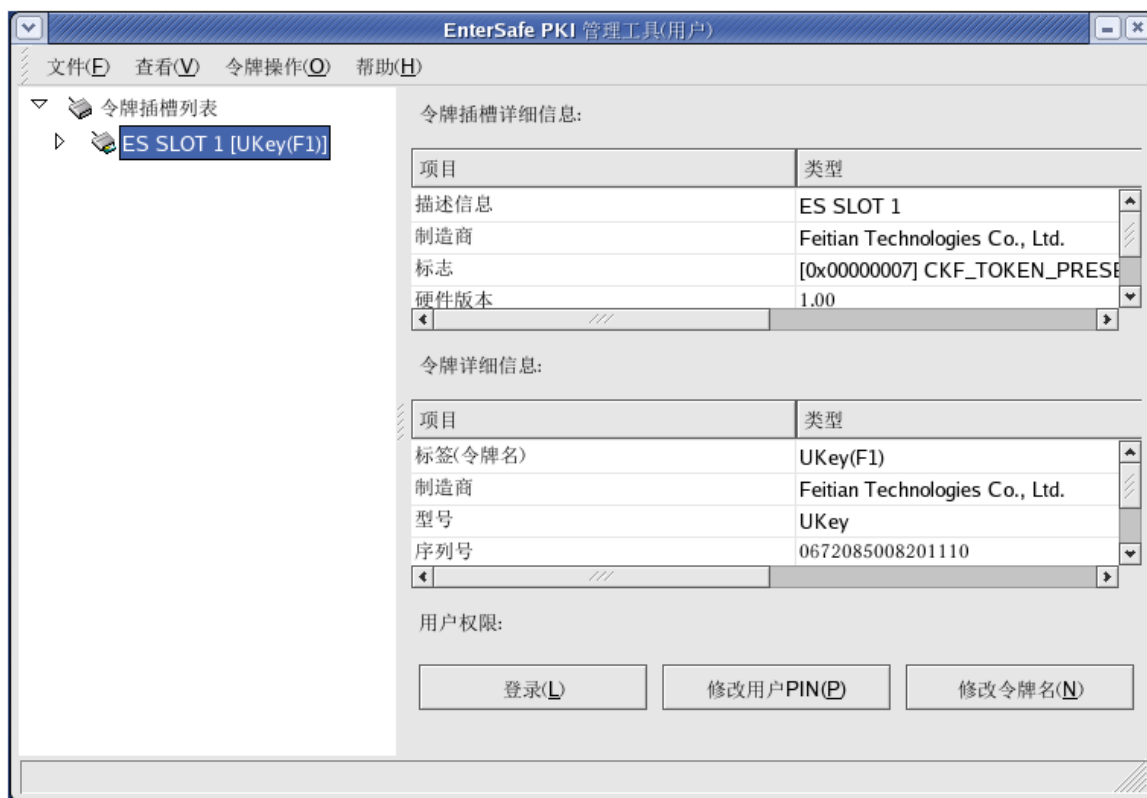 EnterSafe PKI 管理工具(用户)
文件(F) 查看(V) 令牌操作(O) 帮助(H)
令牌插槽列表
ES SLOT 1 [UKey(F1)]
令牌插槽详细信息:
项目 类型
描述信息 ES SLOT 1
制造商 Feitian Technologies Co., Ltd.
标志 [0x00000007] CKF_TOKEN_PRESE
硬件版本 1.00
令牌详细信息:
项目 类型
标签(令牌名) UKey(F1)
制造商 Feitian Technologies Co., Ltd.
型号 UKey
序列号 0672085008201110
用户权限:
登录(L) 修改用户PIN(P) 修改令牌名(N)